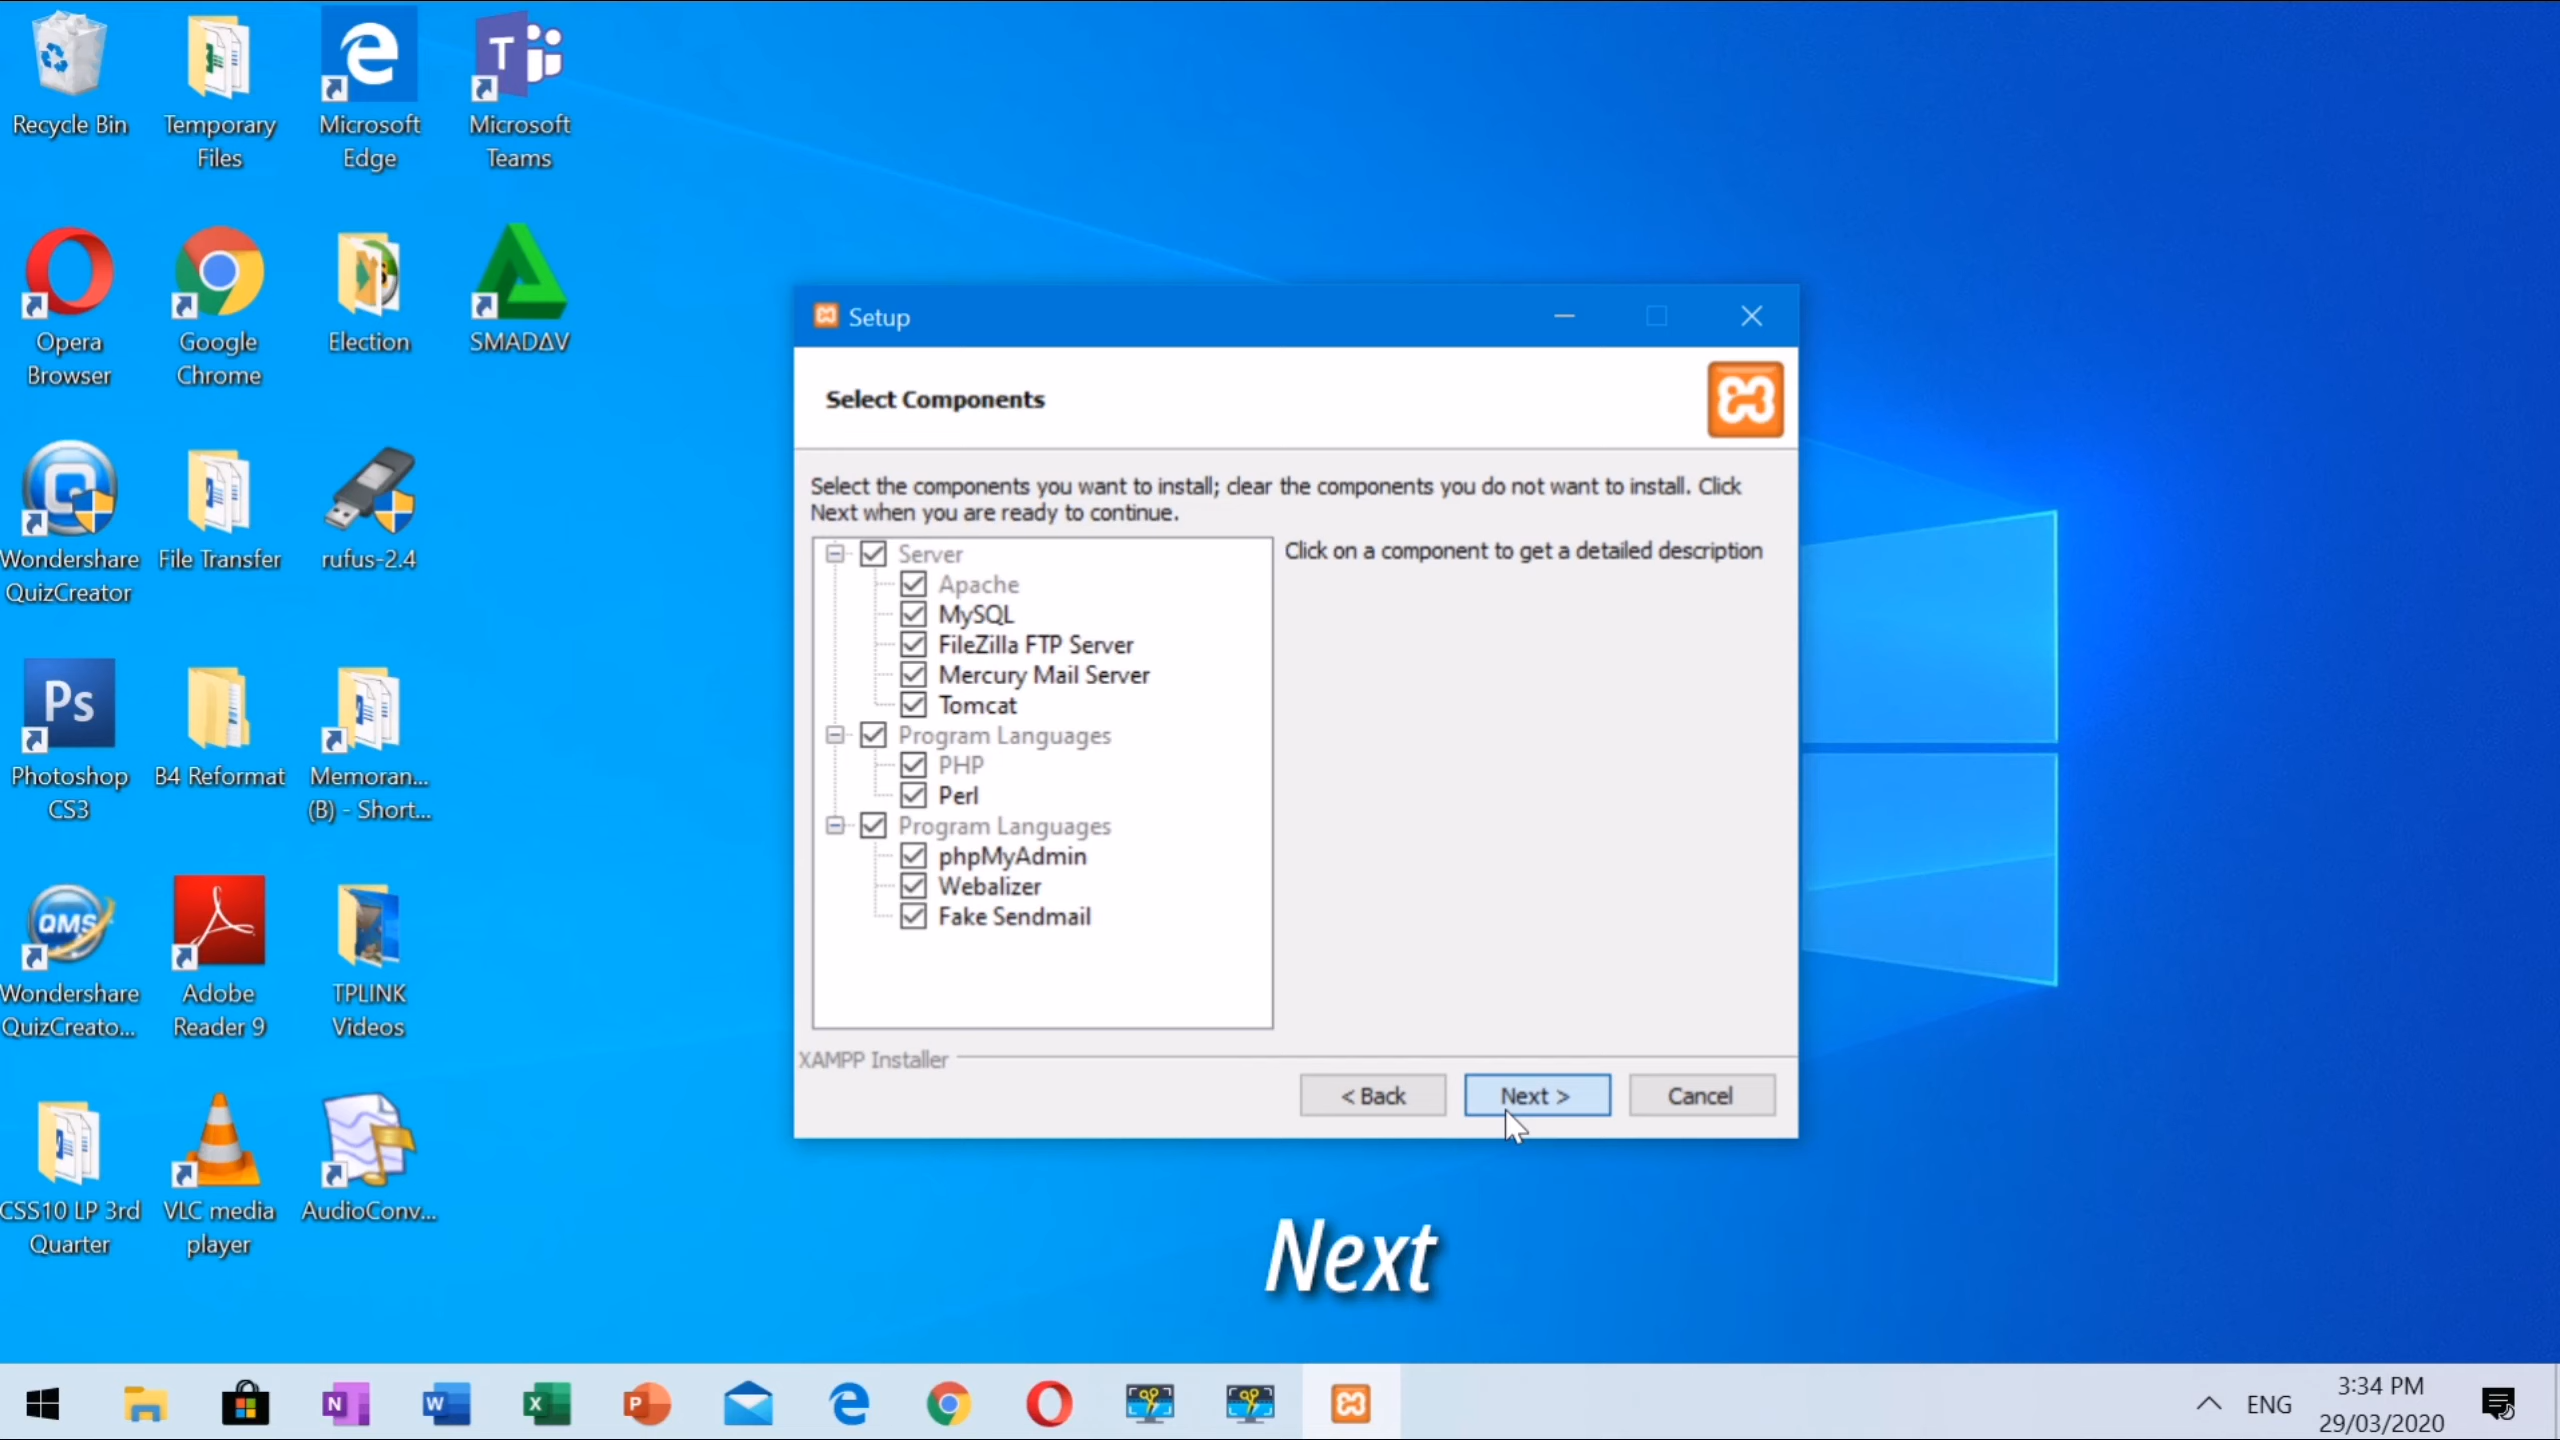 Recycle Bin
Temporary
Files
Microsoft
Edge
Microsoft
Teams
Opera
Browser
Google
Chrome
Election
SMADΔV
Wondershare
QuizCreator
File Transfer
rufus-2.4
Ps
Photoshop
CS3
B4 Reformat
Memoran...
(B) - Short...
QMS
Wondershare
QuizCreato...
Adobe
Reader 9
TPLINK
Videos
CSS10 LP 3rd
Quarter
VLC media
player
AudioConv...
Setup
Select Components
Select the components you want to install; clear the components you do not want to install. Click
Next when you are ready to continue.
Server
Apache
MySQL
FileZilla FTP Server
Mercury Mail Server
Tomcat
Program Languages
PHP
Perl
Program Languages
phpMyAdmin
Webalizer
Fake Sendmail
Click on a component to get a detailed description
XAMPP Installer
< Back
Next >
Cancel
Next
ENG
3:34 PM
29/03/2020